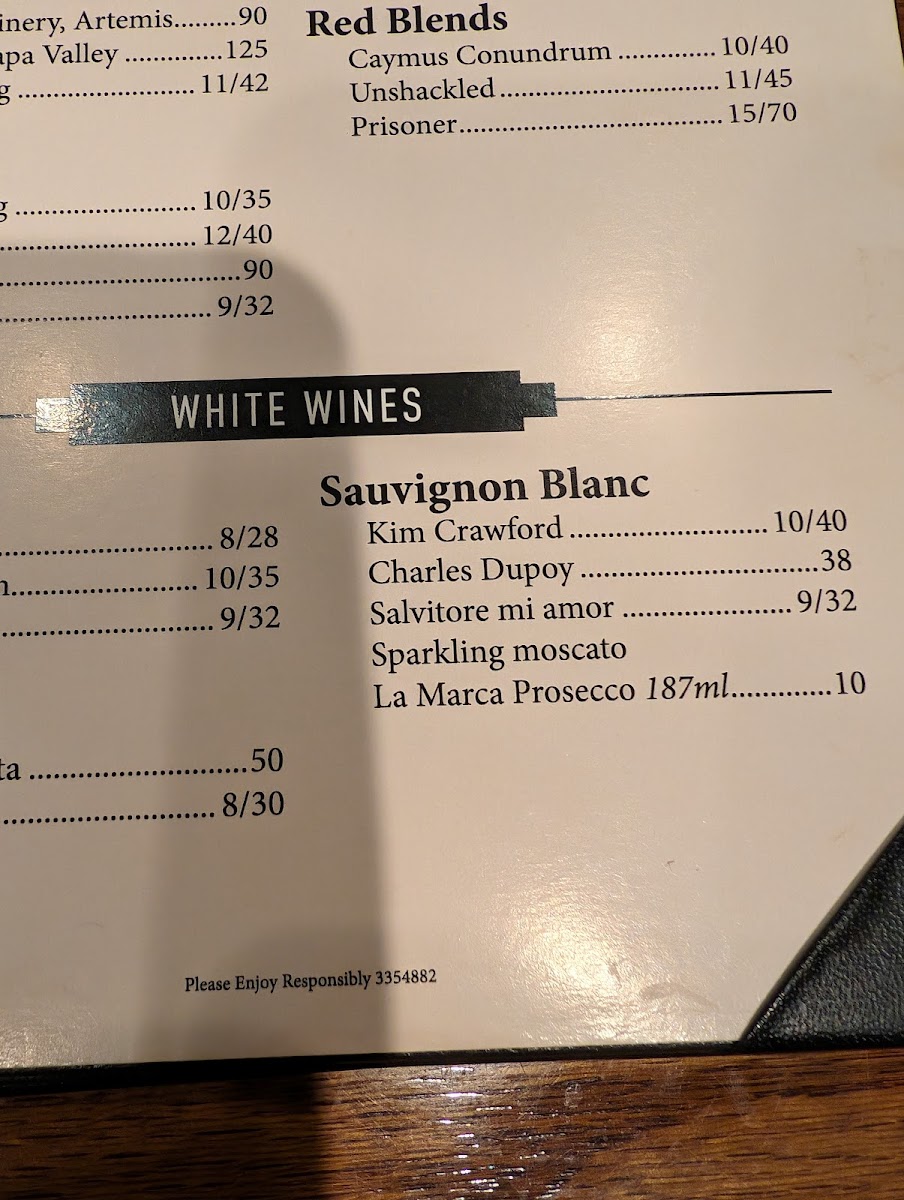 inery, Artemis.........90
apa Valley ..............125
g ......................... 11/42
Red Blends
Caymus Conundrum .............. 10/40
Unshackled ................................ 11/45
Prisoner...................................... 15/70
g .......................... 10/35
............................. 12/40
...................................90
............................... 9/32
WHITE WINES
............................... 8/28
n........................... 10/35
............................... 9/32
Sauvignon Blanc
Kim Crawford .......................... 10/40
Charles Dupoy ...............................38
Salvitore mi amor ...................... 9/32
Sparkling moscato
La Marca Prosecco 187ml.............10
ta .............................50
............................... 8/30
Please Enjoy Responsibly 3354882